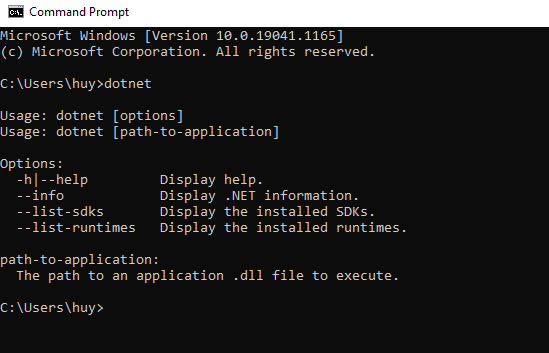 Command Prompt
Microsoft Windows [Version 10.0.19041.1165]
(c) Microsoft Corporation. All rights reserved.
C:\Users\huy>dotnet
Usage: dotnet [options]
Usage: dotnet [path-to-application]
Options:
-h|--help Display help.
--info Display .NET information.
--list-sdks Display the installed SDKs.
--list-runtimes Display the installed runtimes.
path-to-application:
The path to an application .dll file to execute.
C:\Users\huy>